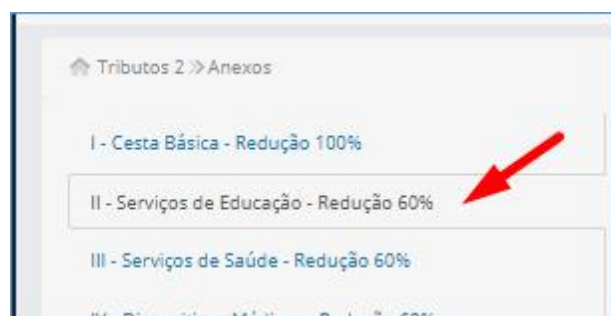 Tributos 2 » Anexos
I - Cesta Básica - Redução 100%
II - Serviços de Educação - Redução 60%
III - Serviços de Saúde - Redução 60%